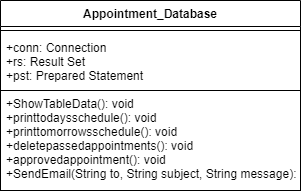 Appointment_Database
+conn: Connection
+rs: Result Set
+pst: Prepared Statement
+ShowTableData(): void
+printtodaysschedule(): void
+printtomorrowsschedule(): void
+deletepassedappointments(): void
+approvedappointment(): void
+SendEmail(String to, String subject, String message):